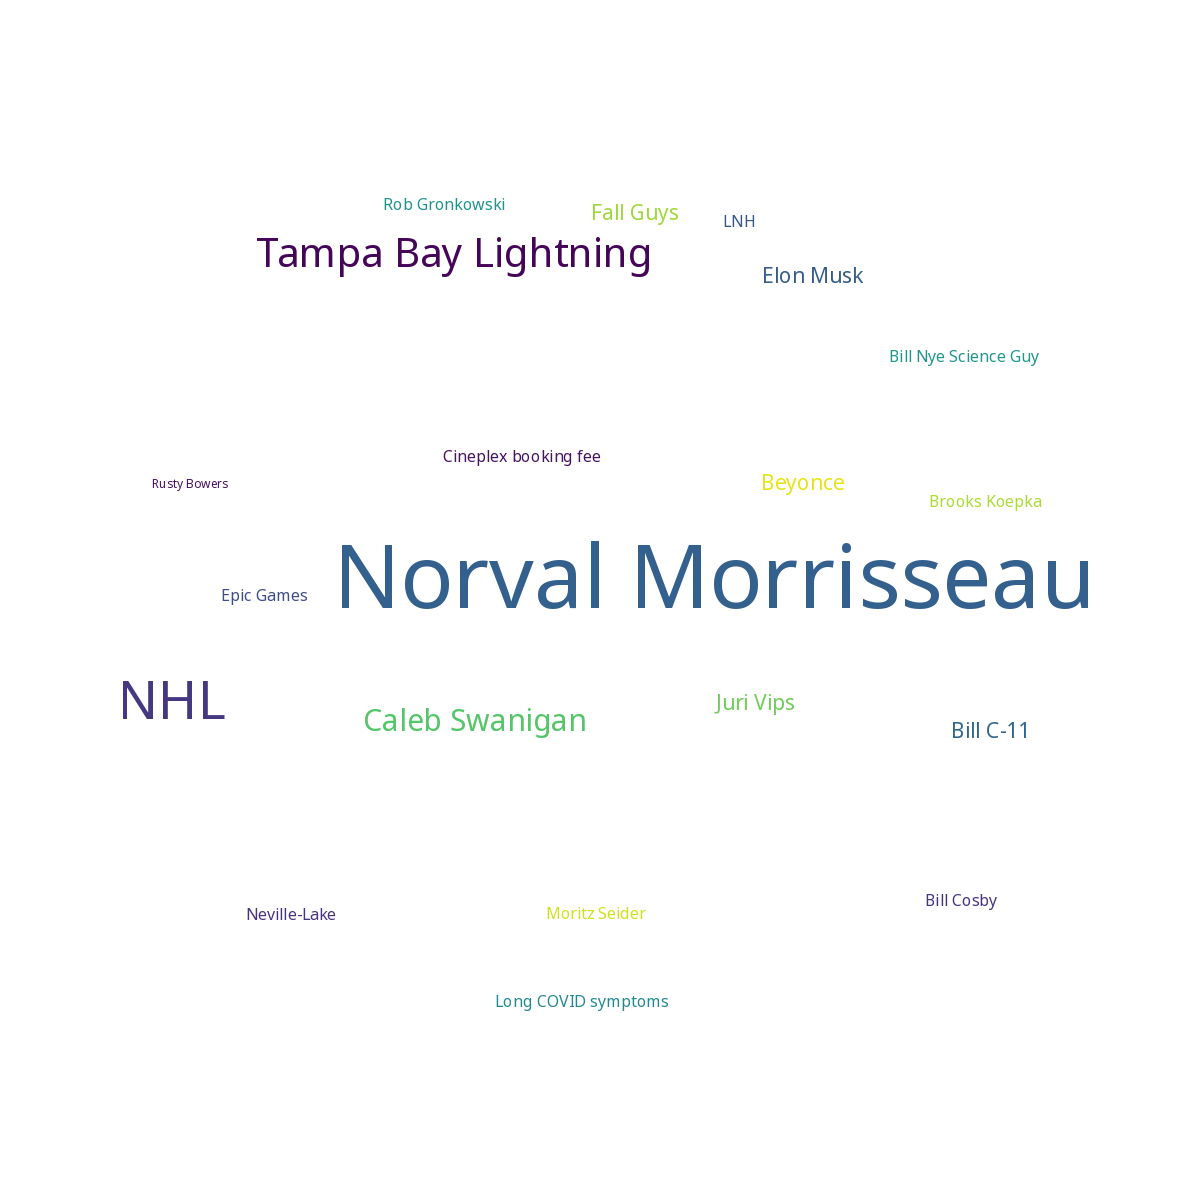 Rob Gronkowski
Fall Guys
LNH
Tampa Bay Lightning
Elon Musk
Bill Nye Science Guy
Cineplex booking fee
Rusty Bowers
Beyonce
Brooks Koepka
Norval Morrisseau
Epic Games
NHL
Caleb Swanigan
Juri Vips
Bill C-11
Neville-Lake
Moritz Seider
Bill Cosby
Long COVID symptoms